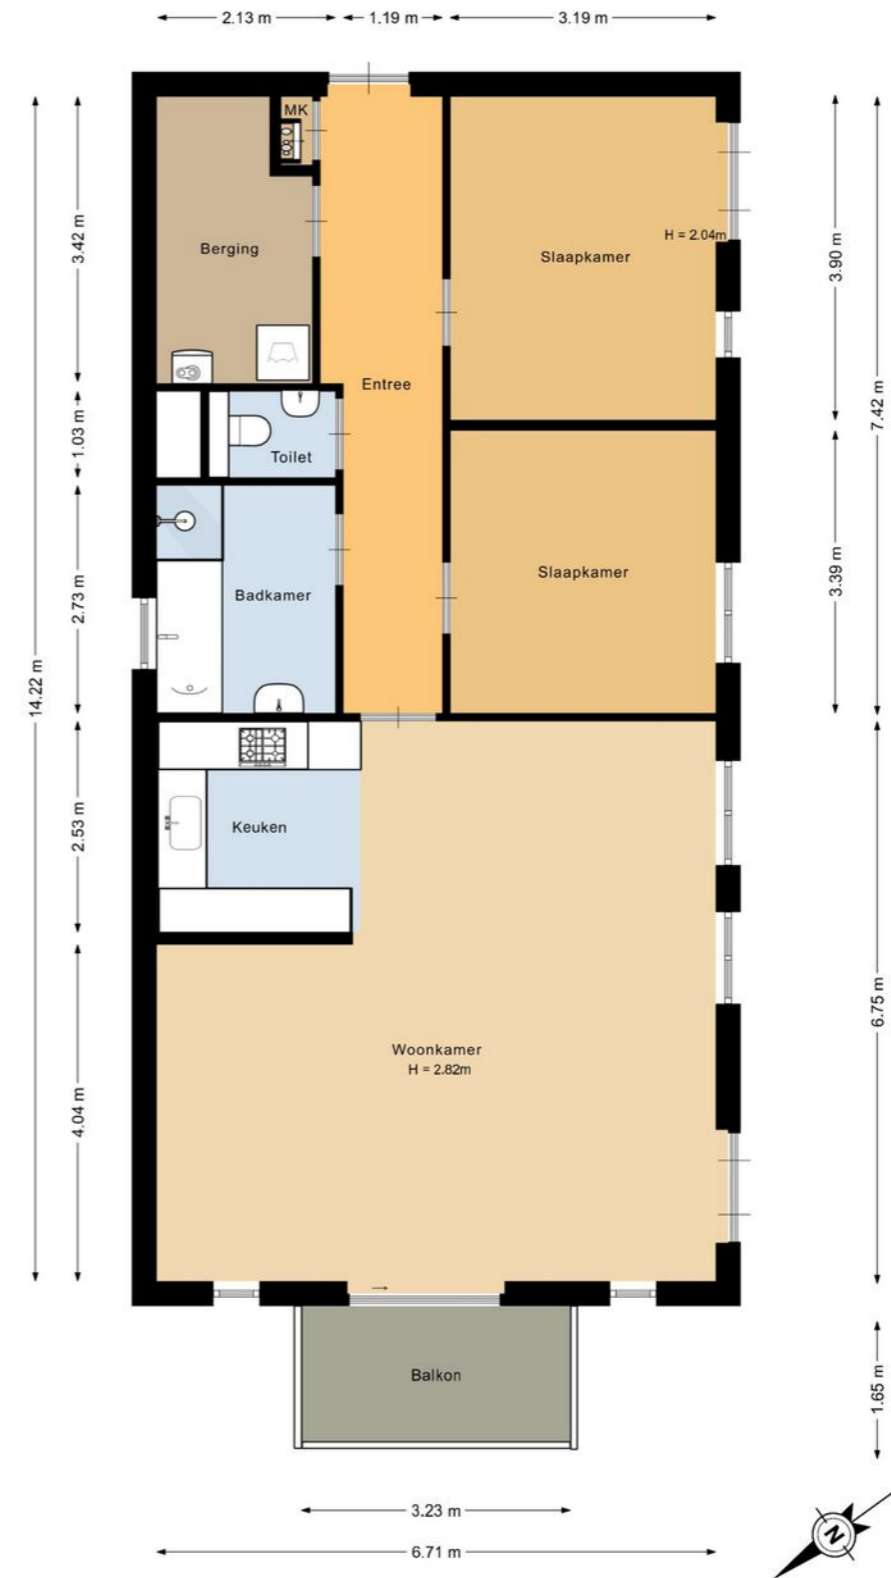 2.13 m
1.19 m
3.19 m
MK
3.42 m
Berging
H = 2.04m
Slaapkamer
3.90 m
Entree
7.42 m
1.03 m
Toilet
Slaapkamer
3.39 m
Badkamer
2.73 m
14.22 m
Keuken
2.53 m
6.75 m
Woonkamer
H = 2.82m
4.04 m
Balkon
1.65 m
3.23 m
N
6.71 m